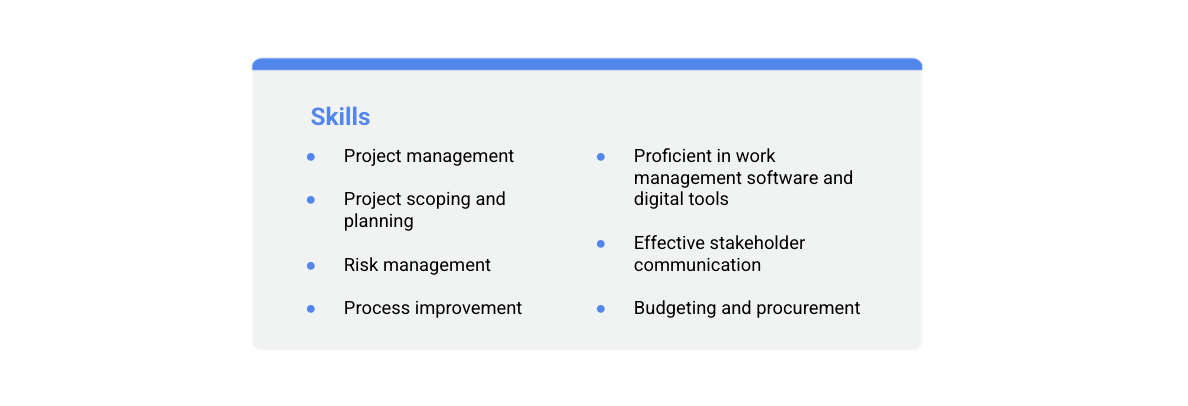 Skills
Project management
Project scoping and
planning
Risk management
Process improvement
Proficient in work
management software and
digital tools
Effective stakeholder
communication
Budgeting and procurement